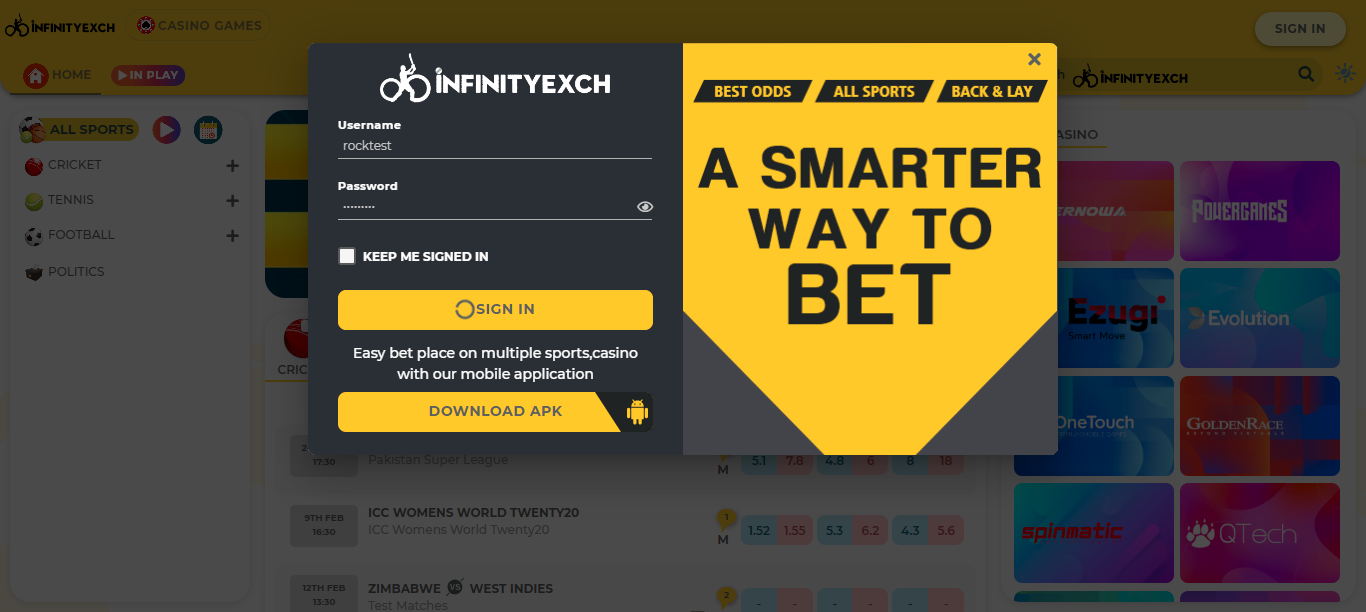 INFINITYEXCH
CASINO GAMES
SIGN IN
HOME
IN PLAY
INFINITYEXCH
ALL SPORTS
CRICKET
TENNIS
FOOTBALL
POLITICS
INFINITYEXCH
Username
rocktest
Password
KEEP ME SIGNED IN
SIGN IN
Easy bet place on multiple sports,casino
with our mobile application
DOWNLOAD APK
BEST ODDS
ALL SPORTS
BACK & LAY
A SMARTER
WAY TO
BET
17:30
Pakistan Super League
M
5.1 7.8 4.8 6 8 18
9TH FEB
16:30
ICC WOMENS WORLD TWENTY20
ICC Womens World Twenty20
1
M
1.52 1.55 5.3 6.2 4.3 5.6
12TH FEB
13:30
ZIMBABWE VS WEST INDIES
Test Matches
2
- - - - - -
POWERGAMES
Ezugi
Smart Move
Evolution
OneTouch
GOLDENRACE
BEYOND VIRTUALS
spinmatic
QTech